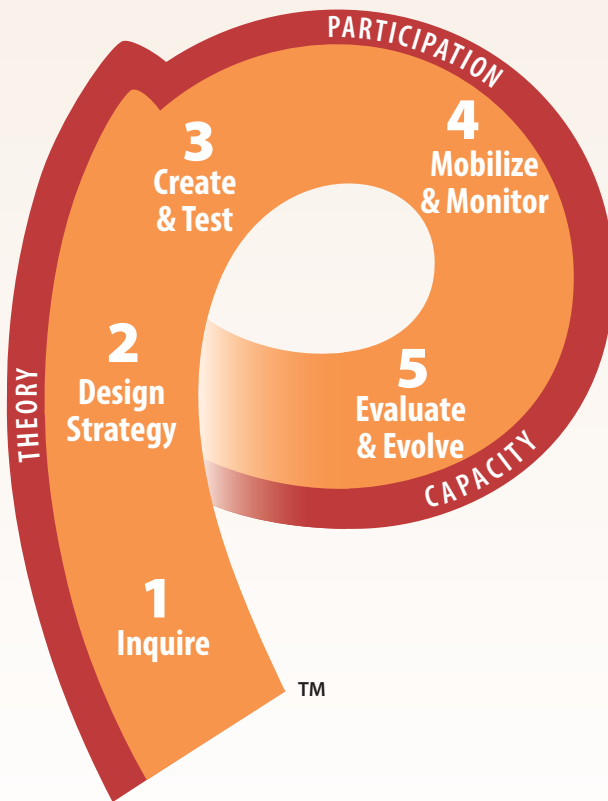 PARTICIPATION
3
Create
& Test
4
Mobilize
& Monitor
THEORY
2
Design
Strategy
5
Evaluate
& Evolve
CAPACITY
1
Inquire
TM